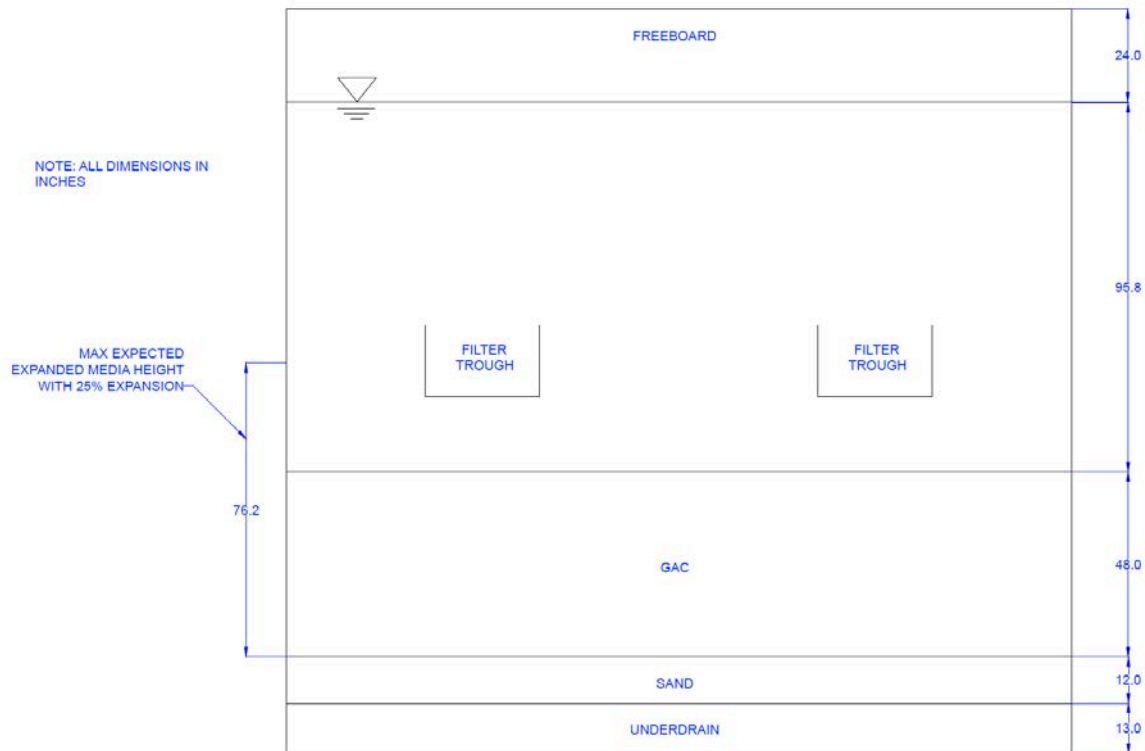 FREEBOARD
24.0
NOTE: ALL DIMENSIONS IN
INCHES
95.8
MAX EXPECTED
EXPANDED MEDIA HEIGHT
WITH 25% EXPANSION
FILTER
TROUGH
FILTER
TROUGH
76.2
GAC
48.0
SAND
12.0
UNDERDRAIN
13.0